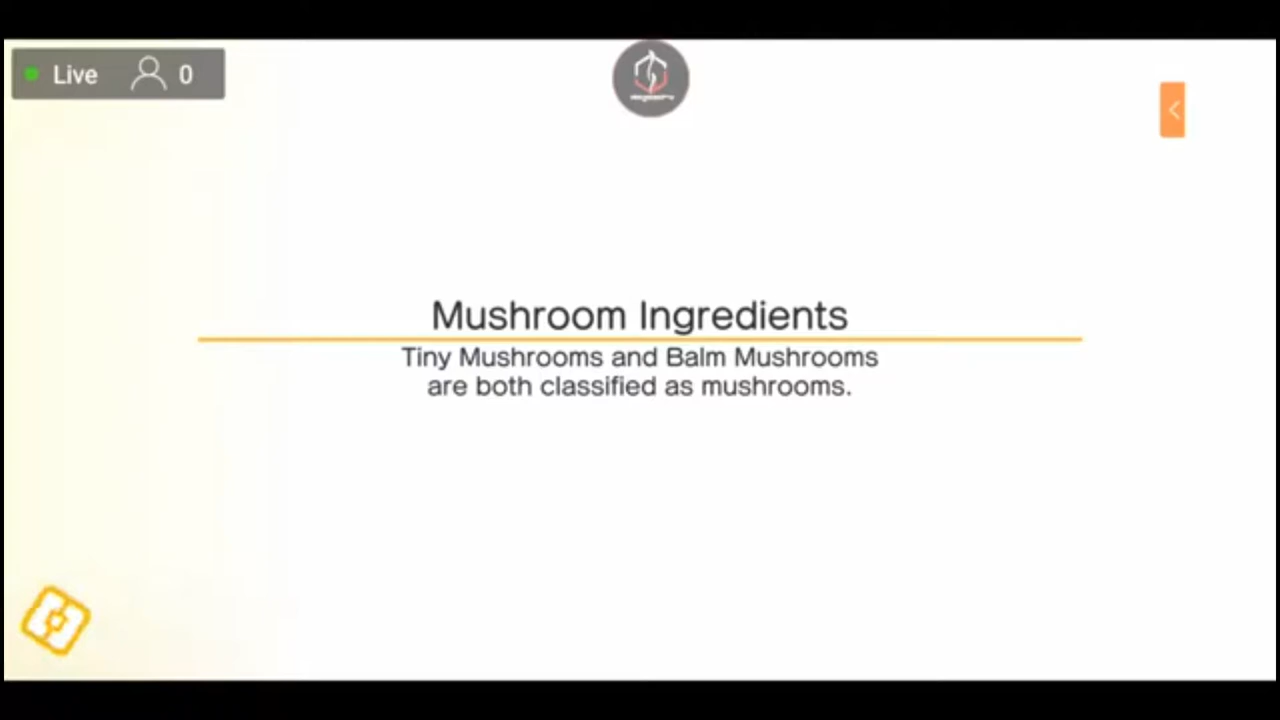 Live 0
Mushroom Ingredients
Tiny Mushrooms and Balm Mushrooms
are both classified as mushrooms.